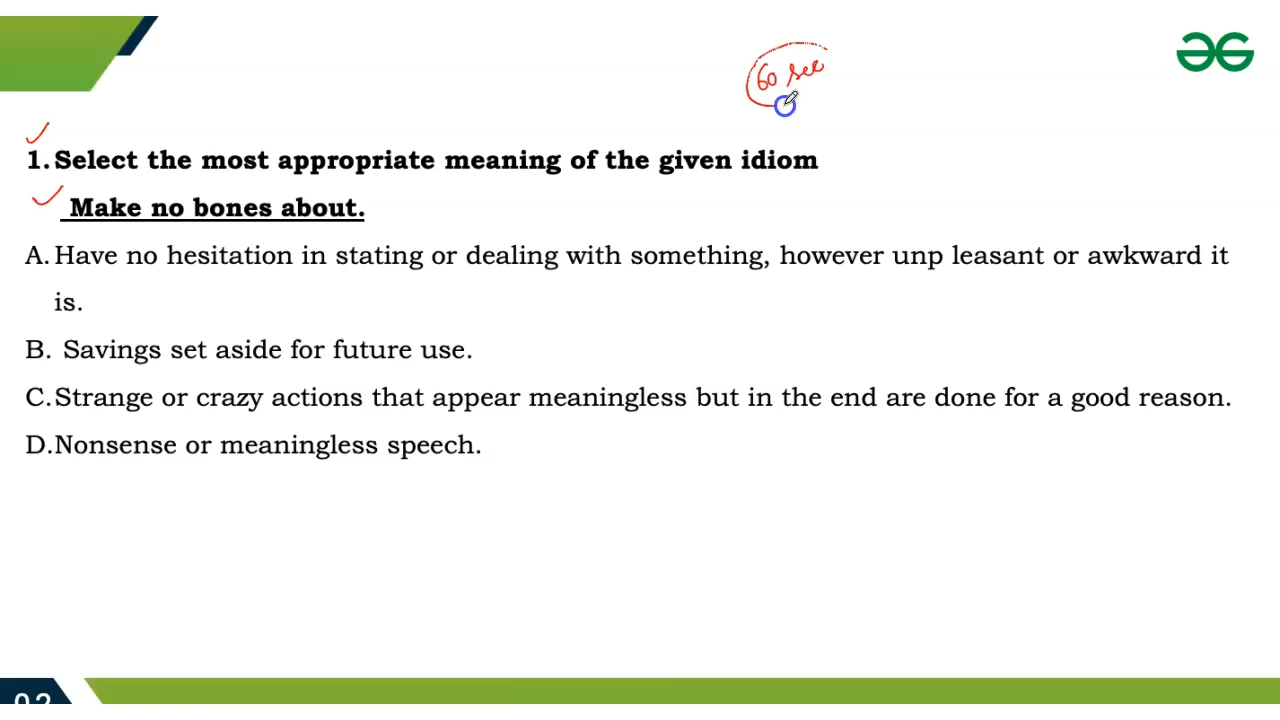 60 sec
1. Select the most appropriate meaning of the given idiom
Make no bones about.
A. Have no hesitation in stating or dealing with something, however unp leasant or awkward it
is.
B. Savings set aside for future use.
C. Strange or crazy actions that appear meaningless but in the end are done for a good reason.
D. Nonsense or meaningless speech.